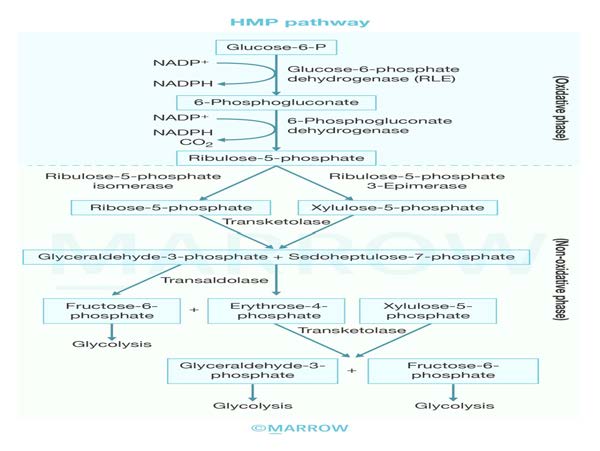 HMP pathway
Glucose-6-P
NADP+
NADPH
Glucose-6-phosphate
dehydrogenase (RLE)
6-Phosphogluconate
NADP+
NADPH
CO2
6-Phosphogluconate
dehydrogenase
(Oxidative phase)
Ribulose-5-phosphate
Ribulose-5-phosphate
isomerase
Ribulose-5-phosphate
3-Epimerase
Ribose-5-phosphate
Xylulose-5-phosphate
Transketolase
MARROW
Glyceraldehyde-3-phosphate + Sedoheptulose-7-phosphate
(Non-oxidative phase)
Transaldolase
Fructose-6-
phosphate
+
Erythrose-4-
phosphate
Xylulose-5-
phosphate
Glycolysis
Transketolase
Glyceraldehyde-3-
phosphate
+
Fructose-6-
phosphate
Glycolysis
Glycolysis
©MARROW